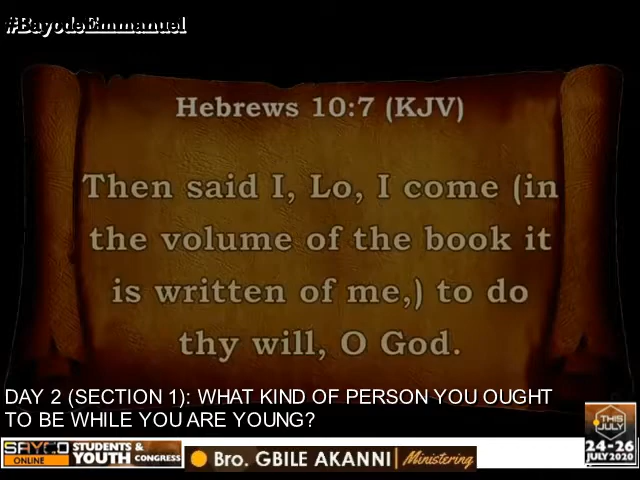 #BayodeEmmanuel
Hebrews 10:7 (KJV)
Then said I, Lo, I come (in
the volume of the book it
is written of me,) to do
thy will, O God.
DAY 2 (SECTION 1): WHAT KIND OF PERSON YOU OUGHT
TO BE WHILE YOU ARE YOUNG?
THIS
JULY
24-26
JULY 2020
SAYCO
ONLINE
STUDENTS &
YOUTH CONGRESS
Bro. GBILE AKANNI Ministering